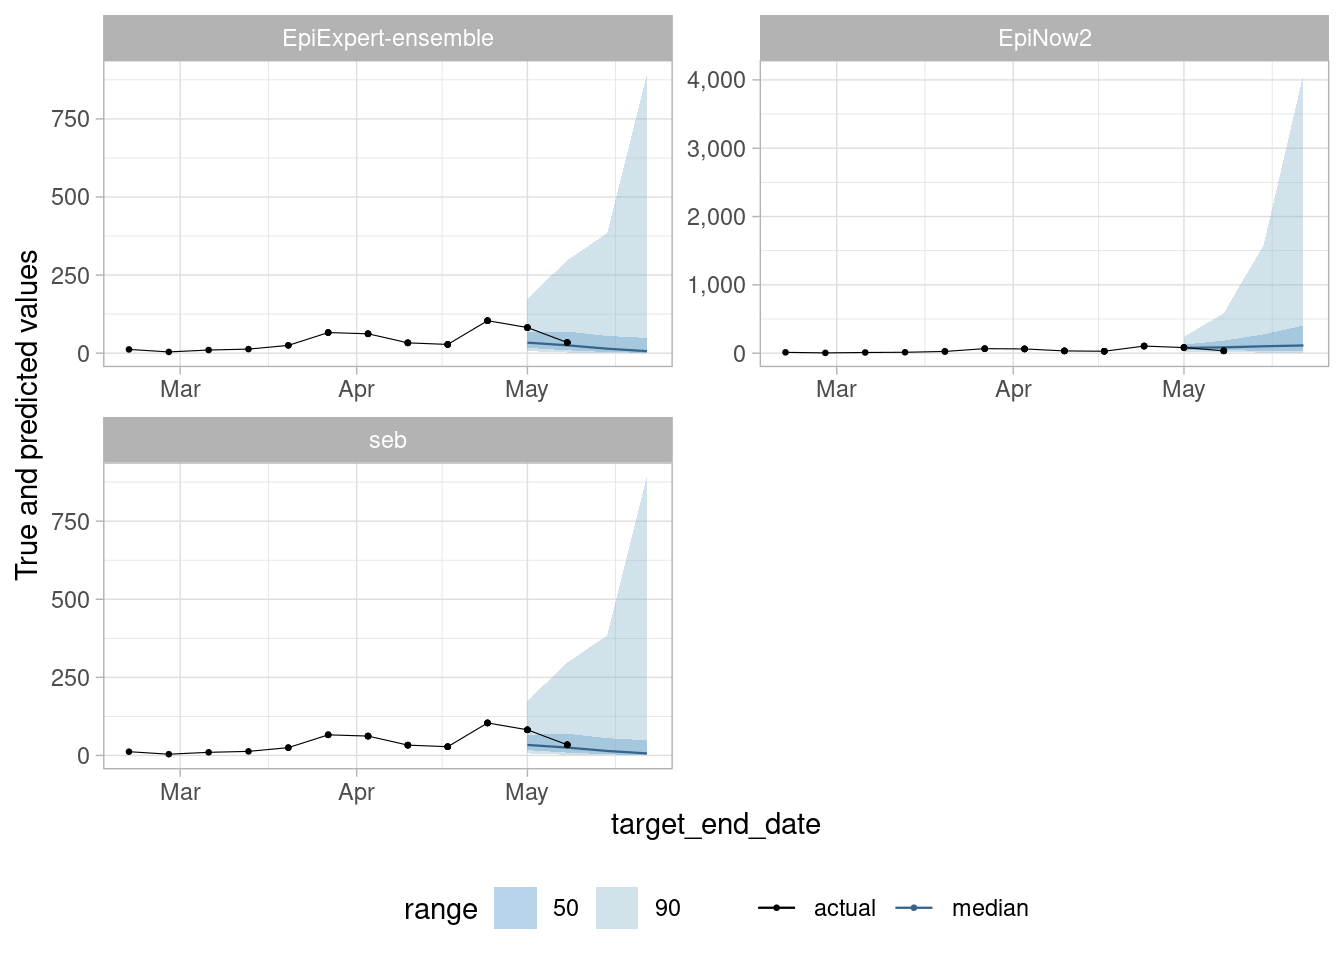 EpiExpert-ensemble
EpiNow2
750
500
250
0
4,000
3,000
2,000
1,000
0
Mar Apr May
Mar Apr May
seb
750
500
250
0
Mar Apr May
True and predicted values
target_end_date
range 50 90 actual median